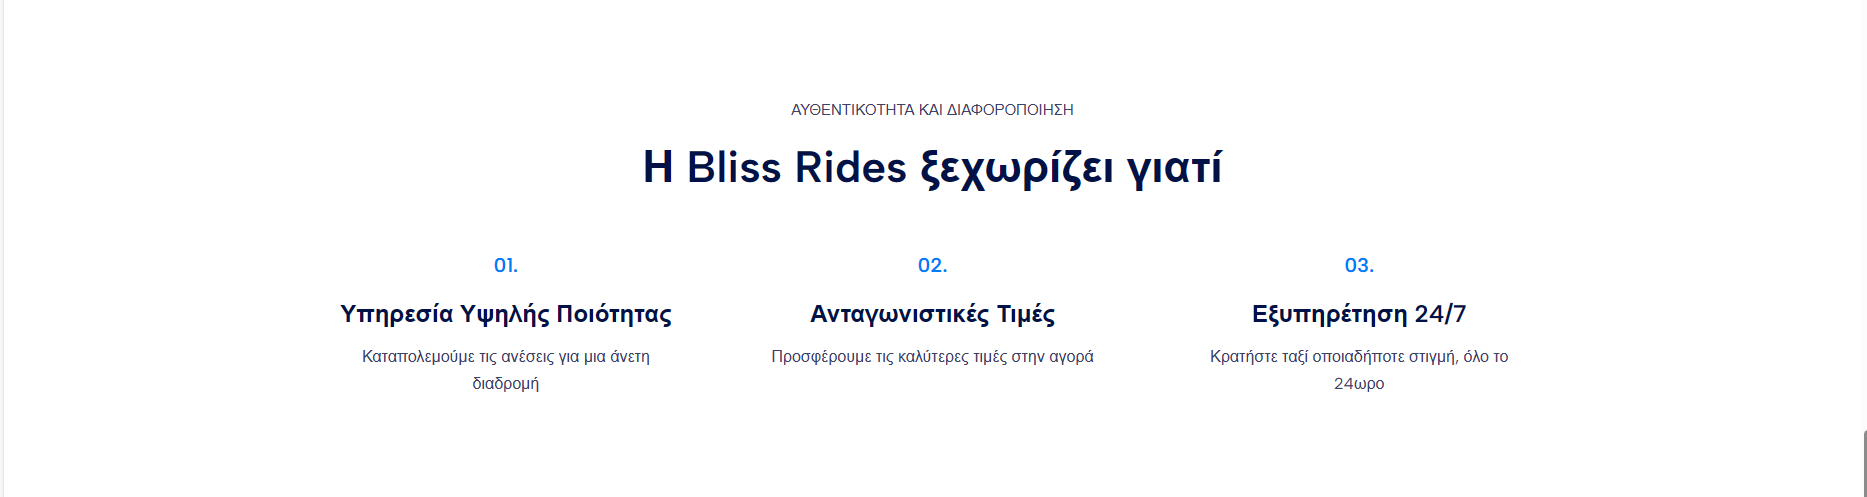 ΑΥΘΕΝΤΙΚΟΤΗΤΑ ΚΑΙ ΔΙΑΦΟΡΟΠΟΙΗΣΗ
Η Bliss Rides ξεχωρίζει γιατί
01.
Υπηρεσία Υψηλής Ποιότητας
Καταπολεμούμε τις ανέσεις για μια άνετη
διαδρομή
02.
Ανταγωνιστικές Τιμές
Προσφέρουμε τις καλύτερες τιμές στην αγορά
03.
Εξυπηρέτηση 24/7
Κρατήστε ταξί οποιαδήποτε στιγμή, όλο το
24ωρο